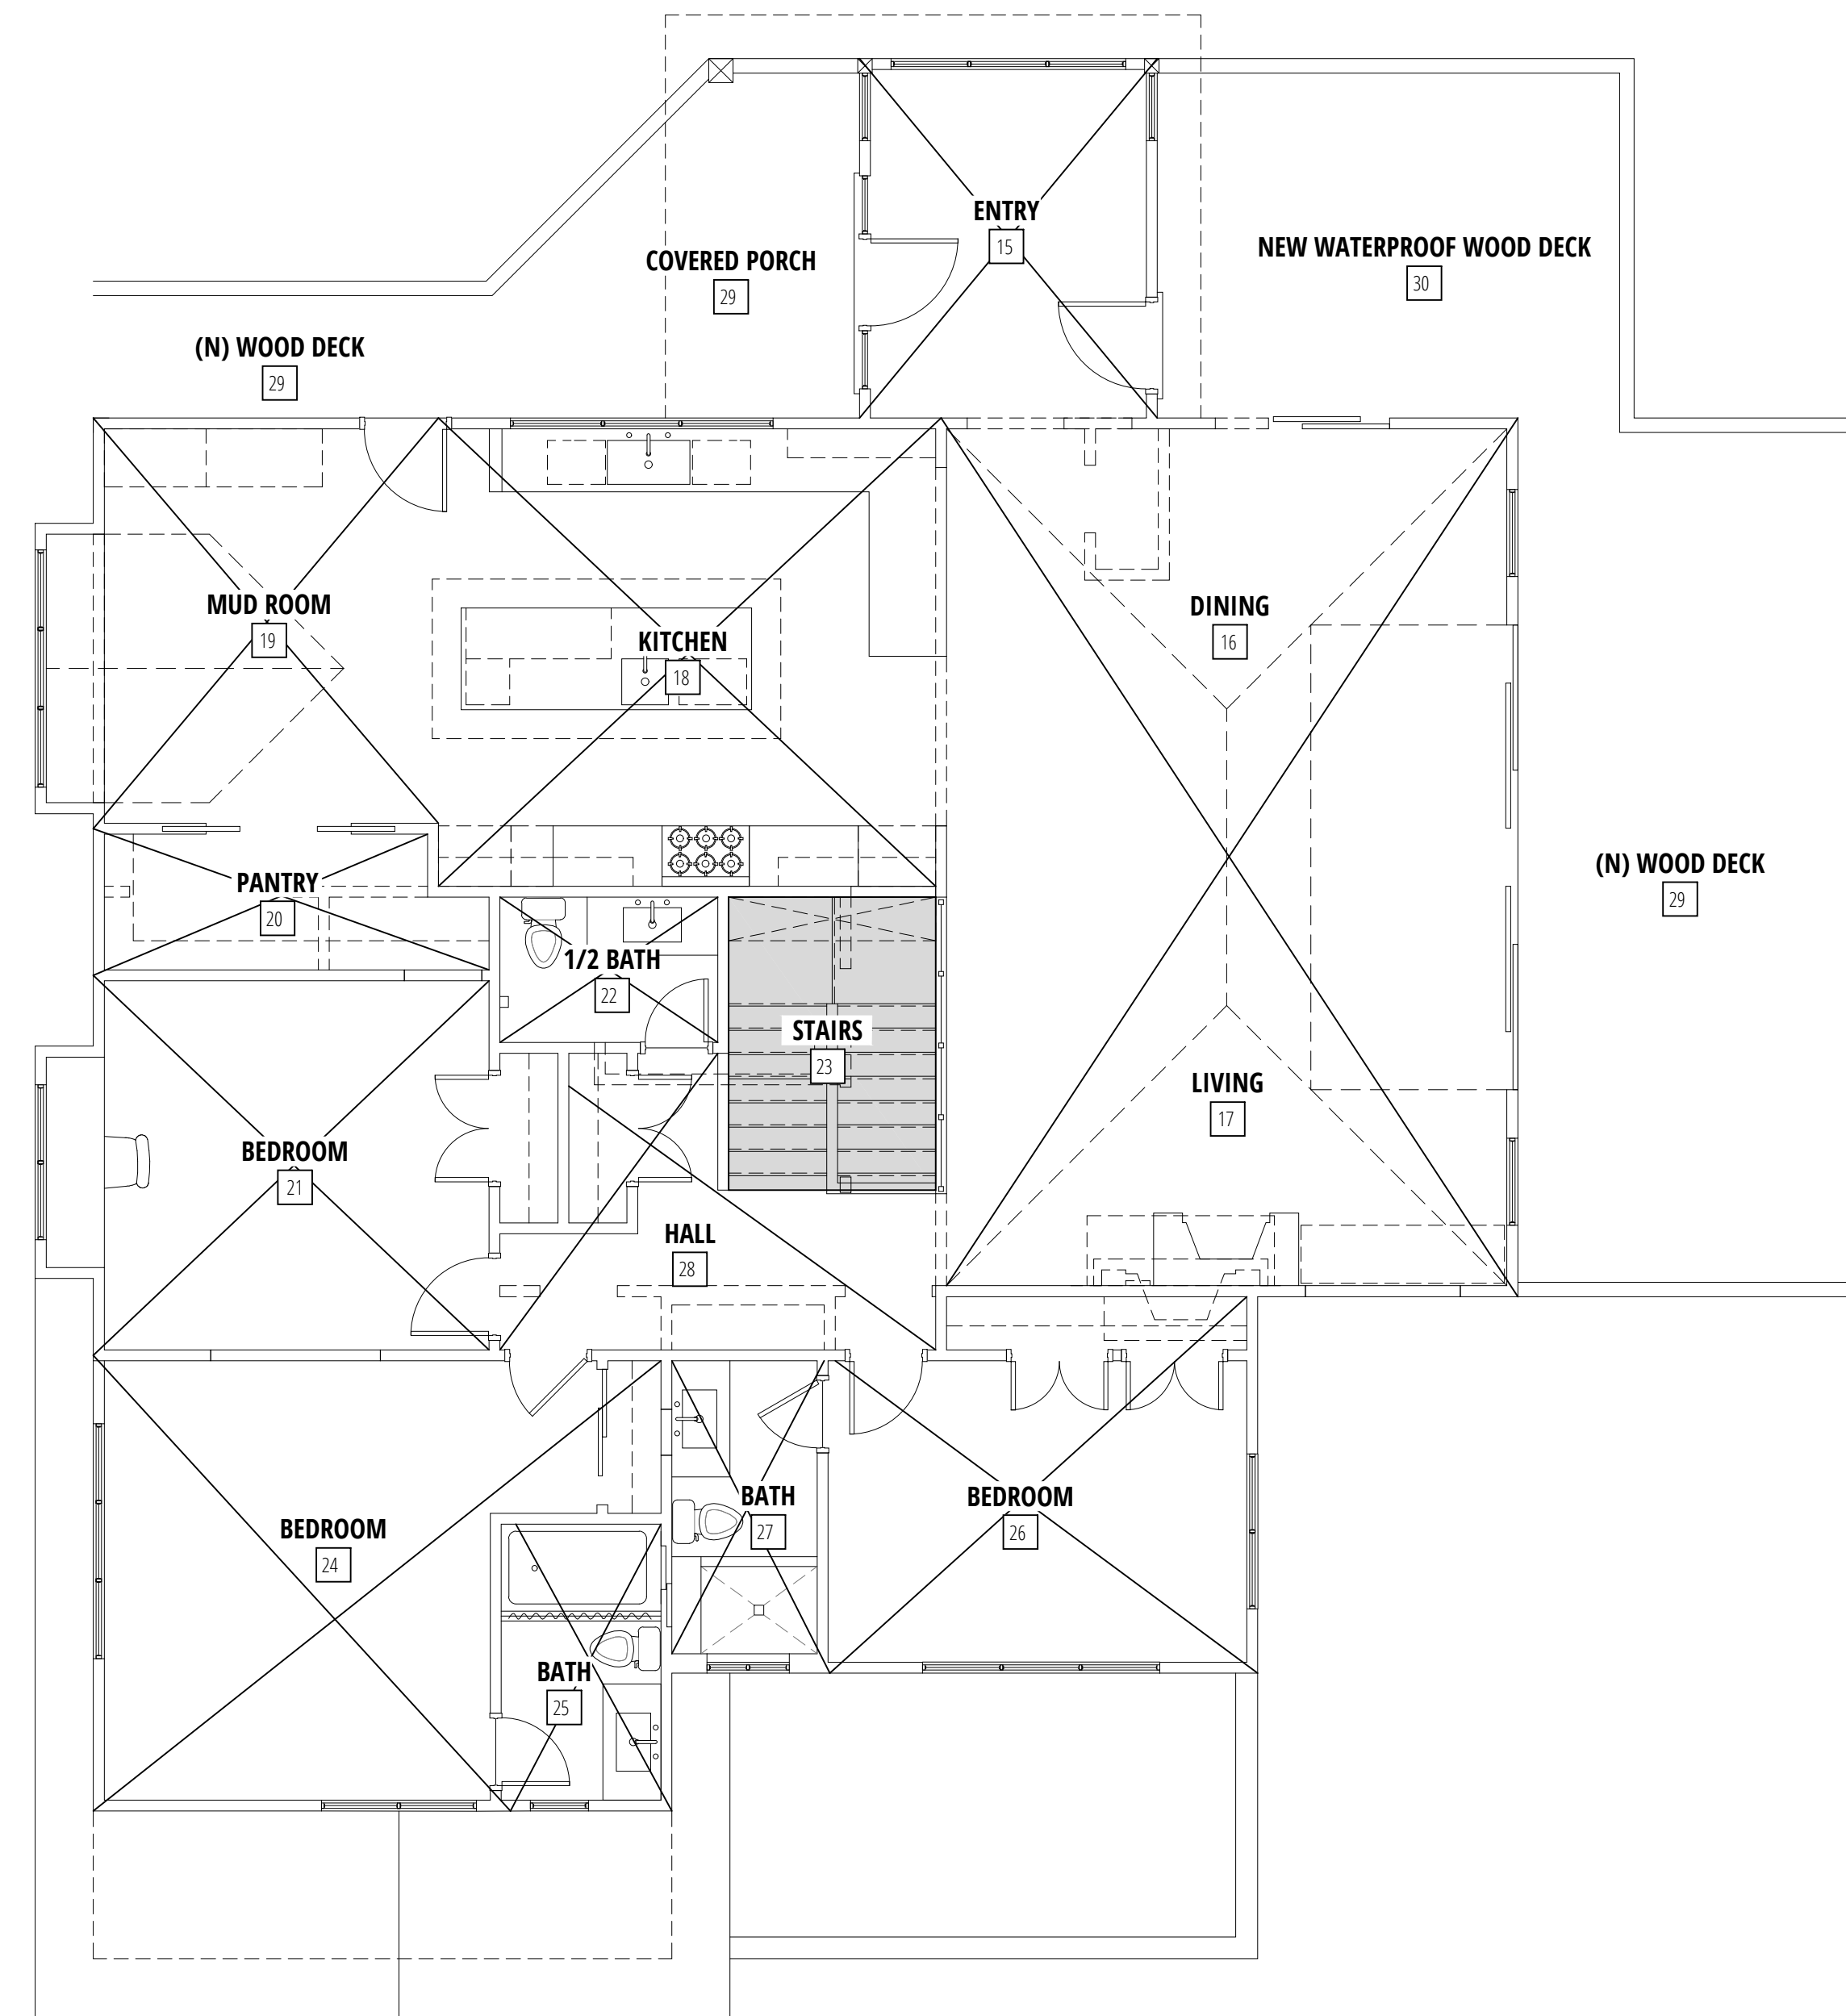 ENTRY
15
NEW WATERPROOF WOOD DECK
30
COVERED PORCH
29
(N) WOOD DECK
29
MUD ROOM
19
KITCHEN
18
DINING
16
PANTRY
20
(N) WOOD DECK
29
1/2 BATH
22
STAIRS
23
LIVING
17
BEDROOM
21
HALL
28
BATH
27
BEDROOM
26
BEDROOM
24
BATH
25